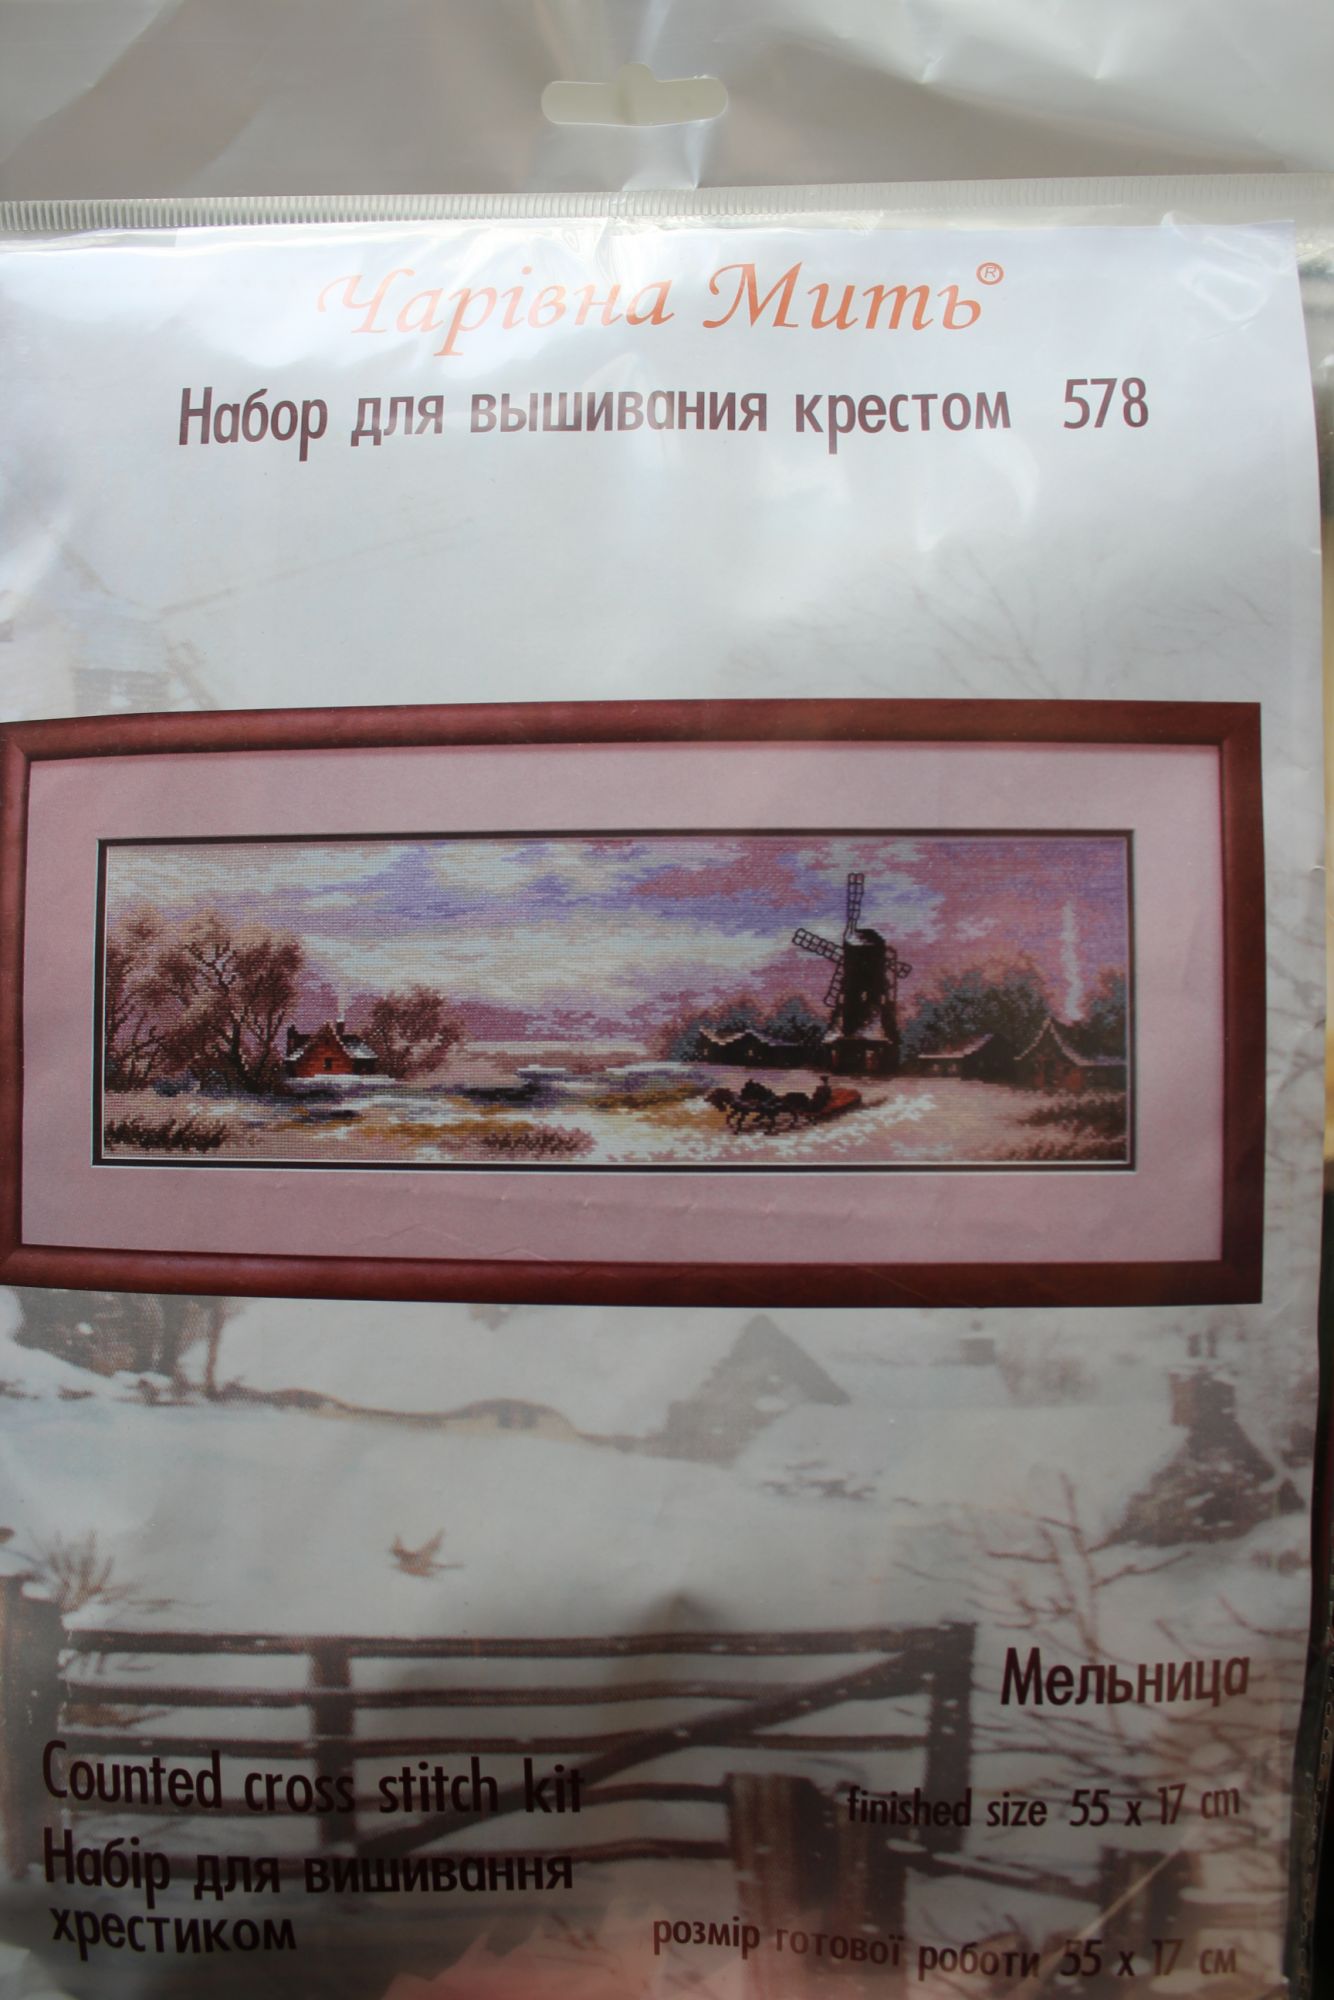 Чарівна Мить®
Набор для вышивания крестом 578
Мельница
Counted cross stitch kit
finished size 55 x 17 cm
Набір для вишивання
хрестиком
розмір готової роботи 55 x 17 см